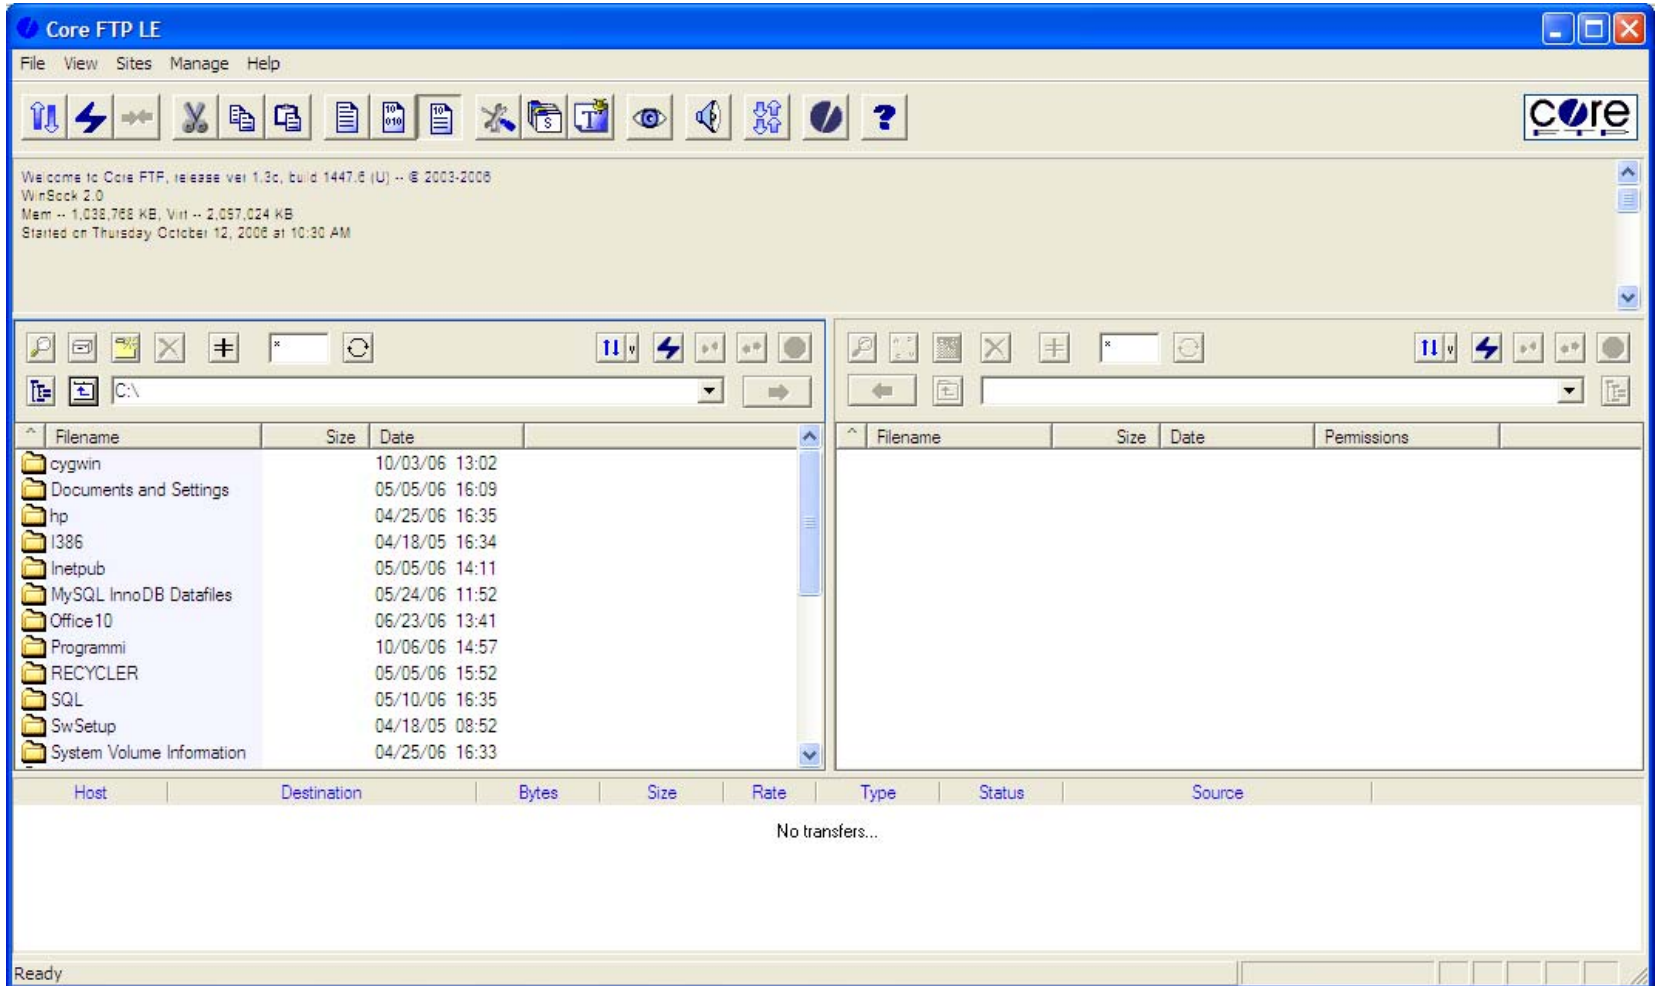 Core FTP LE
File View Sites Manage Help
core
FTP
Welcome to Core FTP, release ver 1.3c, build 1447.6 (U) -- © 2003-2006
WinSock 2.0
Mem -- 1,038,768 KB, Virt -- 2,097,024 KB
Started on Thursday October 12, 2006 at 10:30 AM
* *
C:\
^ Filename Size Date ^ Filename Size Date Permissions
cygwin 10/03/06 13:02
Documents and Settings 05/05/06 16:09
hp 04/25/06 16:35
I386 04/18/05 16:34
Inetpub 05/05/06 14:11
MySQL InnoDB Datafiles 05/24/06 11:52
Office10 06/23/06 13:41
Programmi 10/06/06 14:57
RECYCLER 05/05/06 15:52
SQL 05/10/06 16:35
SwSetup 04/18/05 08:52
System Volume Information 04/25/06 16:33
Host Destination Bytes Size Rate Type Status Source
No transfers...
Ready